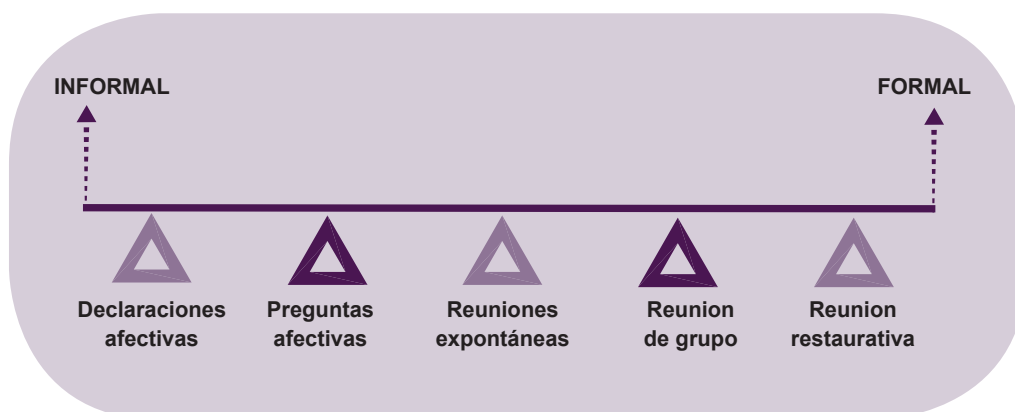 INFORMAL
FORMAL
Declaraciones
afectivas
Preguntas
afectivas
Reuniones
expontáneas
Reunion
de grupo
Reunion
restaurativa